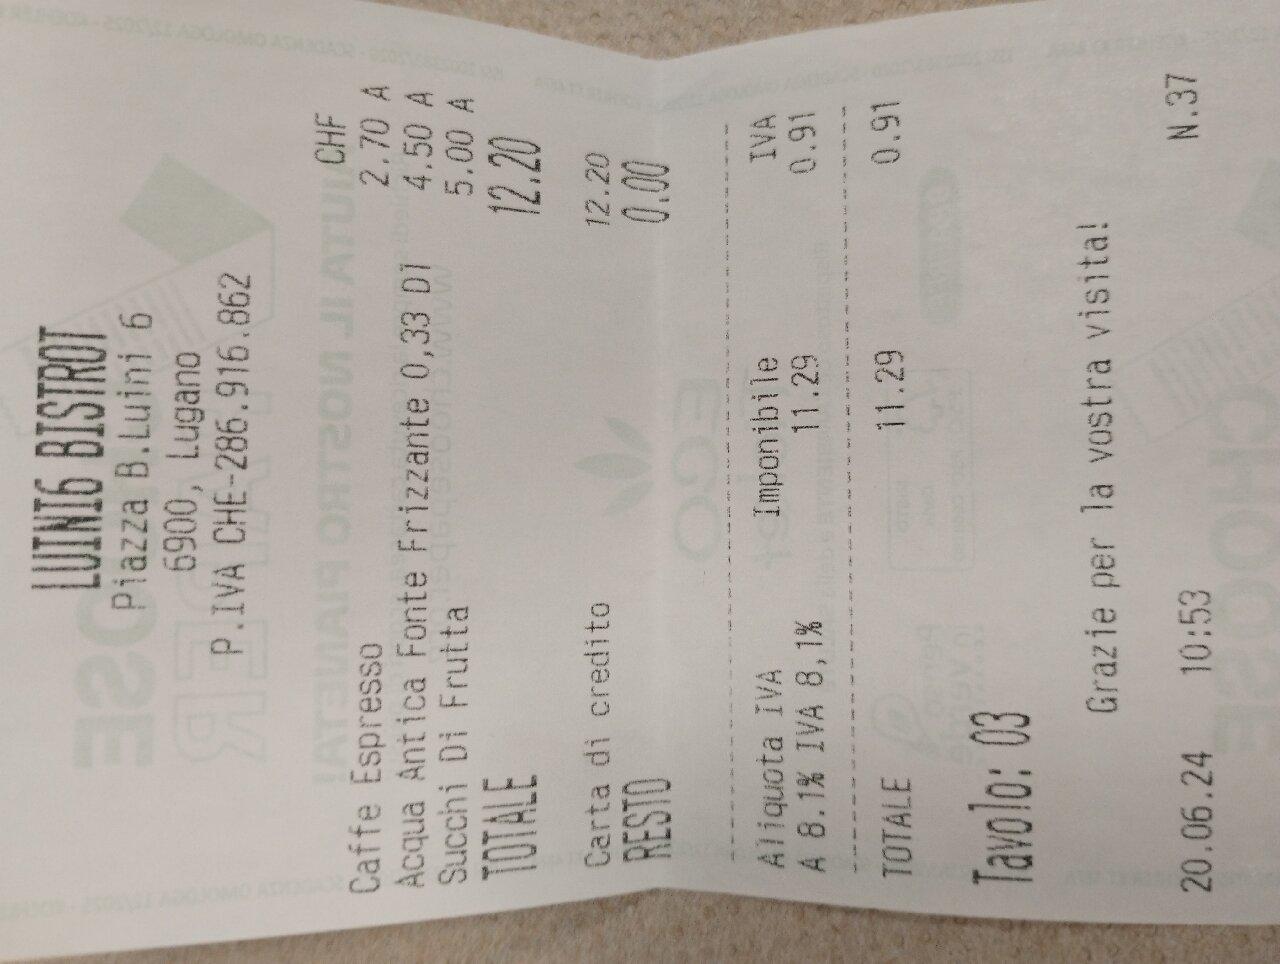 LUINI6 BISTROT
Piazza B.Luini 6
6900, Lugano
P.IVA CHE-286.916.862
CHF
Caffe Espresso 2.70 A
Acqua Antica Fonte Frizzante 0,33 Dl 4.50 A
Succhi Di Frutta 5.00 A
TOTALE 12.20
Carta di credito 12.20
RESTO 0.00
Aliquota IVA Imponibile IVA
A 8.1% IVA 8,1% 11.29 0.91
TOTALE 11.29 0.91
Tavolo: 03
Grazie per la vostra visita!
20.06.24 10:53 N.37